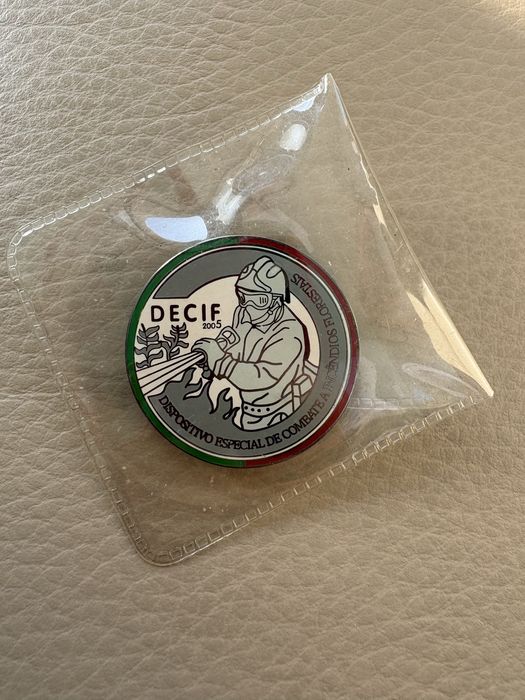 DECIF
2005
DISPOSITIVO ESPECIAL DE COMBATE A INCÊNDIOS FLORESTAIS